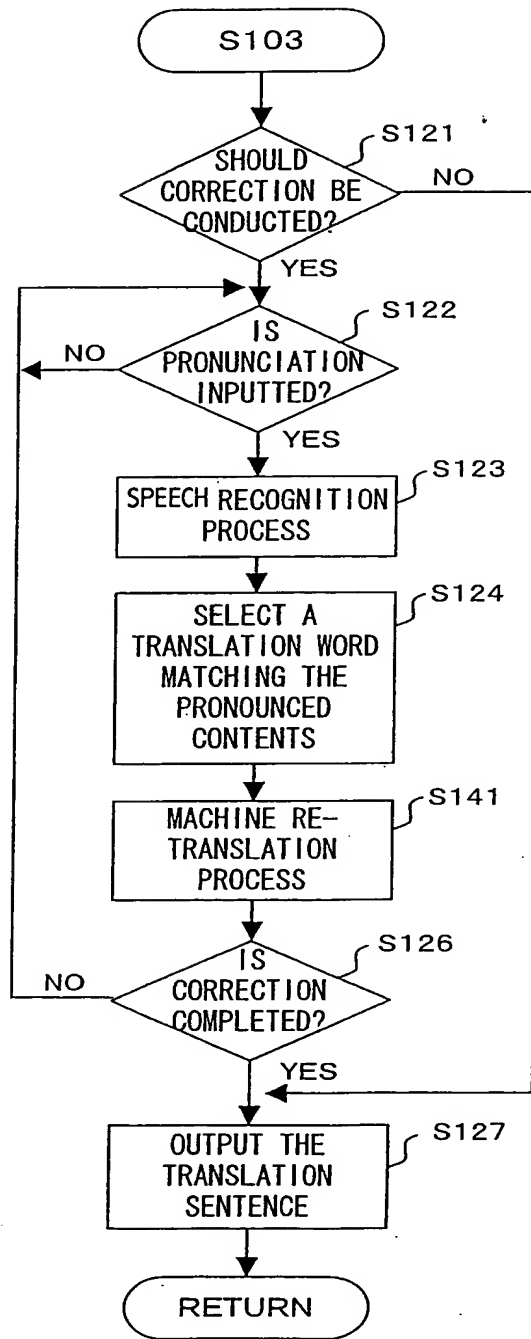 S103
S121
SHOULD
CORRECTION BE
CONDUCTED?
NO
YES
S122
IS
PRONUNCIATION
INPUTTED?
NO
YES
S123
SPEECH RECOGNITION
PROCESS
S124
SELECT A
TRANSLATION WORD
MATCHING THE
PRONOUNCED
CONTENTS
S141
MACHINE RE-
TRANSLATION
PROCESS
S126
IS
CORRECTION
COMPLETED?
NO
YES
S127
OUTPUT THE
TRANSLATION
SENTENCE
RETURN